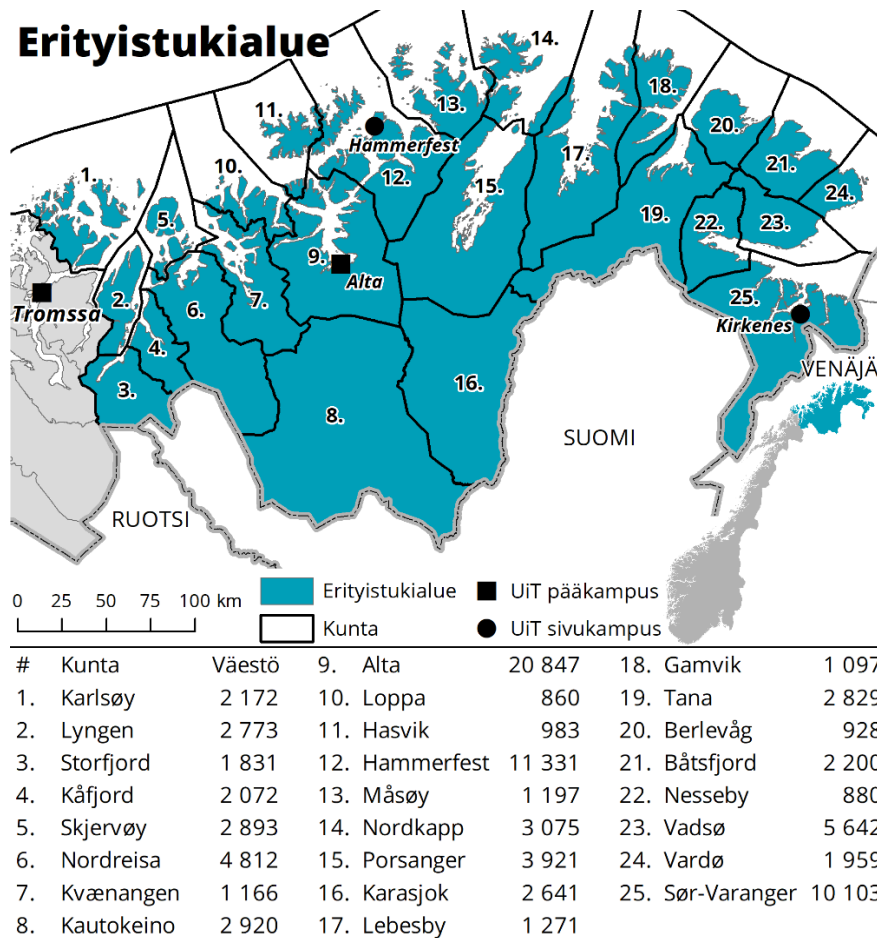 Erityistukialue
14.
18.
13.
11.
20.
Hammerfest
17.
21.
1.
10.
12.
15.
24.
5.
19.
22.
23.
9.
Alta
2.
Tromssa
6.
7.
25.
Kirkenes
4.
3.
8.
16.
VENÄJÄ
SUOMI
RUOTSI
0 25 50 75 100 km
Erityistukialue
UiT pääkampus
Kunta
UiT sivukampus
# Kunta Väestö 9. Alta 20 847 18. Gamvik 1 097
1. Karlsøy 2 172 10. Loppa 860 19. Tana 2 829
2. Lyngen 2 773 11. Hasvik 983 20. Berlevåg 928
3. Storfjord 1 831 12. Hammerfest 11 331 21. Båtsfjord 2 200
4. Kåfjord 2 072 13. Måsøy 1 197 22. Nesseby 880
5. Skjervøy 2 893 14. Nordkapp 3 075 23. Vadsø 5 642
6. Nordreisa 4 812 15. Porsanger 3 921 24. Vardø 1 959
7. Kvænangen 1 166 16. Karasjok 2 641 25. Sør-Varanger 10 103
8. Kautokeino 2 920 17. Lebesby 1 271